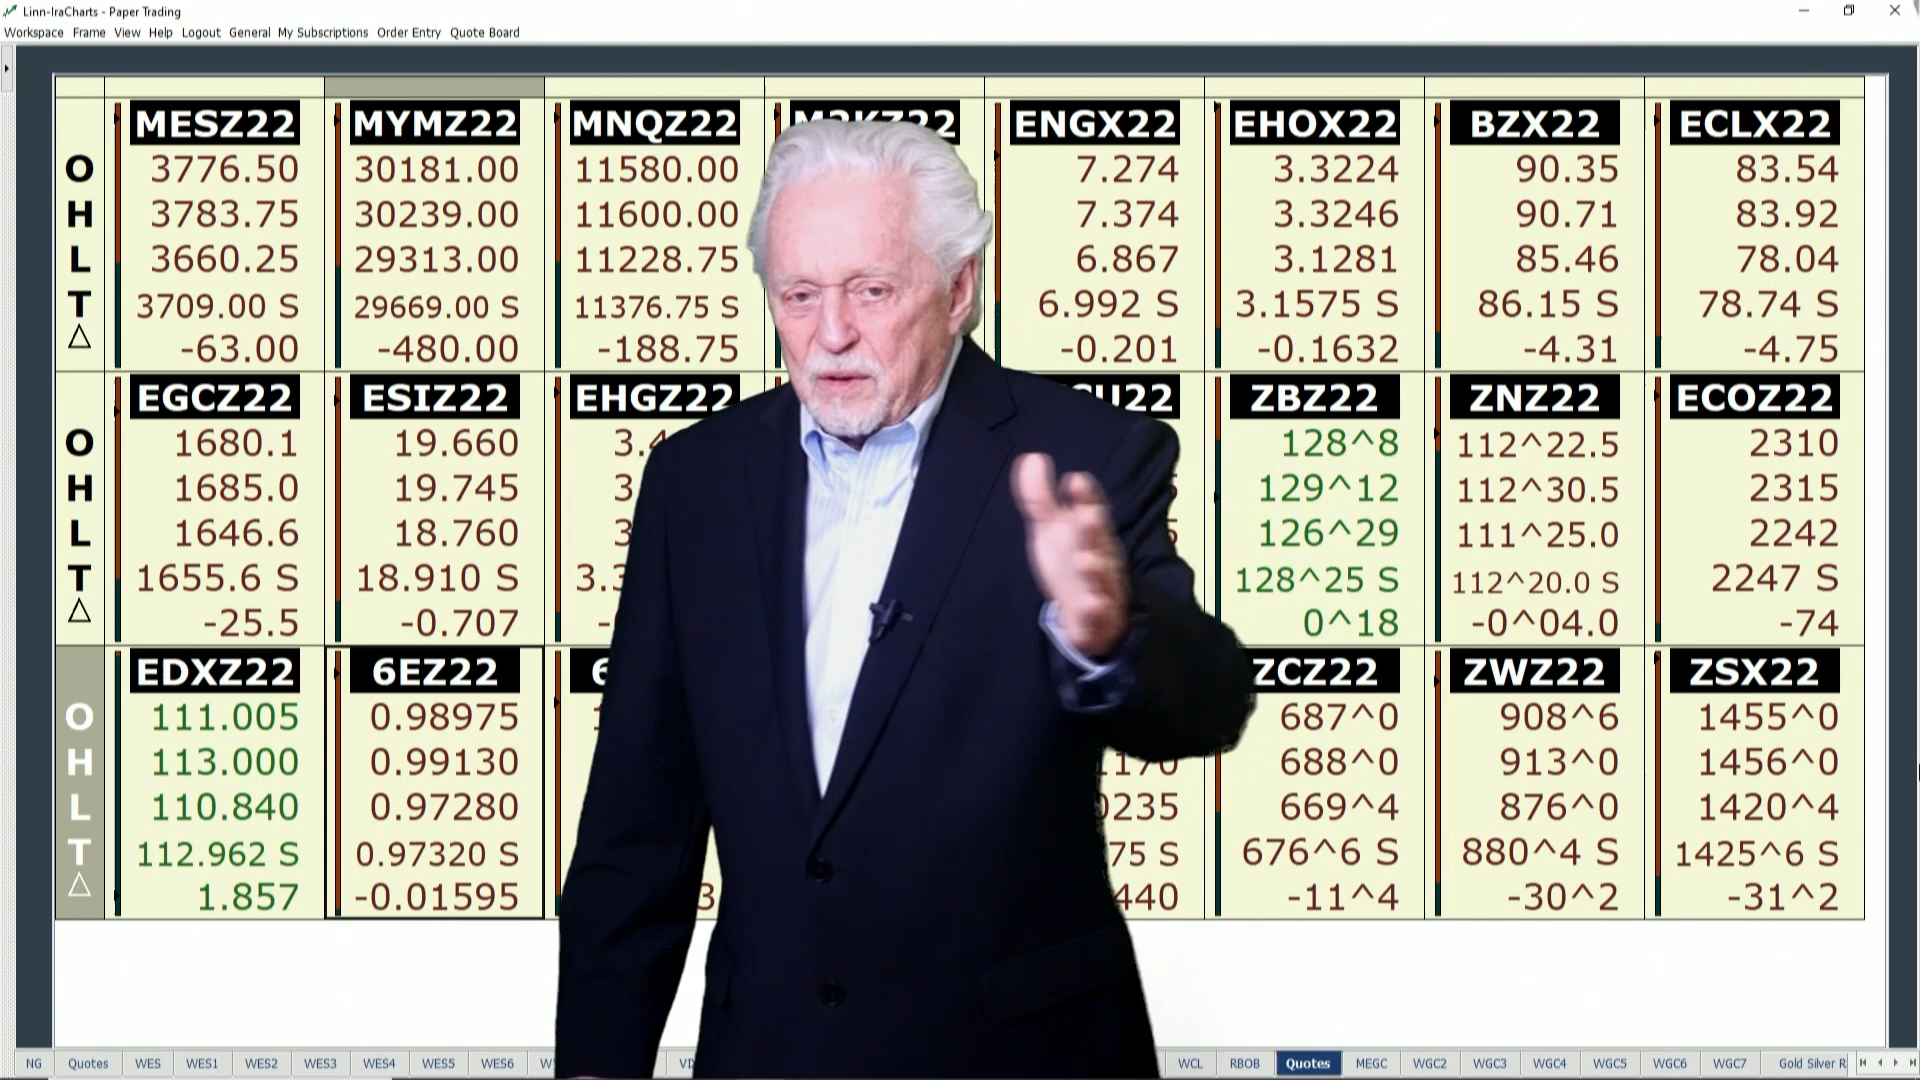 Linn-IraCharts - Paper Trading
Workspace Frame View Help Logout General My Subscriptions Order Entry Quote Board
MESZ22 MYMZ22 MNQZ22 M2KZ22 ENGX22 EHOX22 BZX22 ECLX22
O 3776.50 30181.00 11580.00 7.274 3.3224 90.35 83.54
H 3783.75 30239.00 11600.00 7.374 3.3246 90.71 83.92
L 3660.25 29313.00 11228.75 6.867 3.1281 85.46 78.04
T 3709.00 S 29669.00 S 11376.75 S 6.992 S 3.1575 S 86.15 S 78.74 S
△ -63.00 -480.00 -188.75 -0.201 -0.1632 -4.31 -4.75
EGCZ22 ESIZ22 EHGZ22 ZBZ22 ZNZ22 ECOZ22
O 1680.1 19.660 128^8 112^22.5 2310
H 1685.0 19.745 129^12 112^30.5 2315
L 1646.6 18.760 126^29 111^25.0 2242
T 1655.6 S 18.910 S 128^25 S 112^20.0 S 2247 S
△ -25.5 -0.707 0^18 -0^04.0 -74
EDXZ22 6EZ22 ZCZ22 ZWZ22 ZSX22
O 111.005 0.98975 687^0 908^6 1455^0
H 113.000 0.99130 688^0 913^0 1456^0
L 110.840 0.97280 669^4 876^0 1420^4
T 112.962 S 0.97320 S 676^6 S 880^4 S 1425^6 S
△ 1.857 -0.01595 -11^4 -30^2 -31^2
NG Quotes WES WES1 WES2 WES3 WES4 WES5 WES6 WCL RBOB Quotes MEGC WGC2 WGC3 WGC4 WGC5 WGC6 WGC7 Gold Silver R